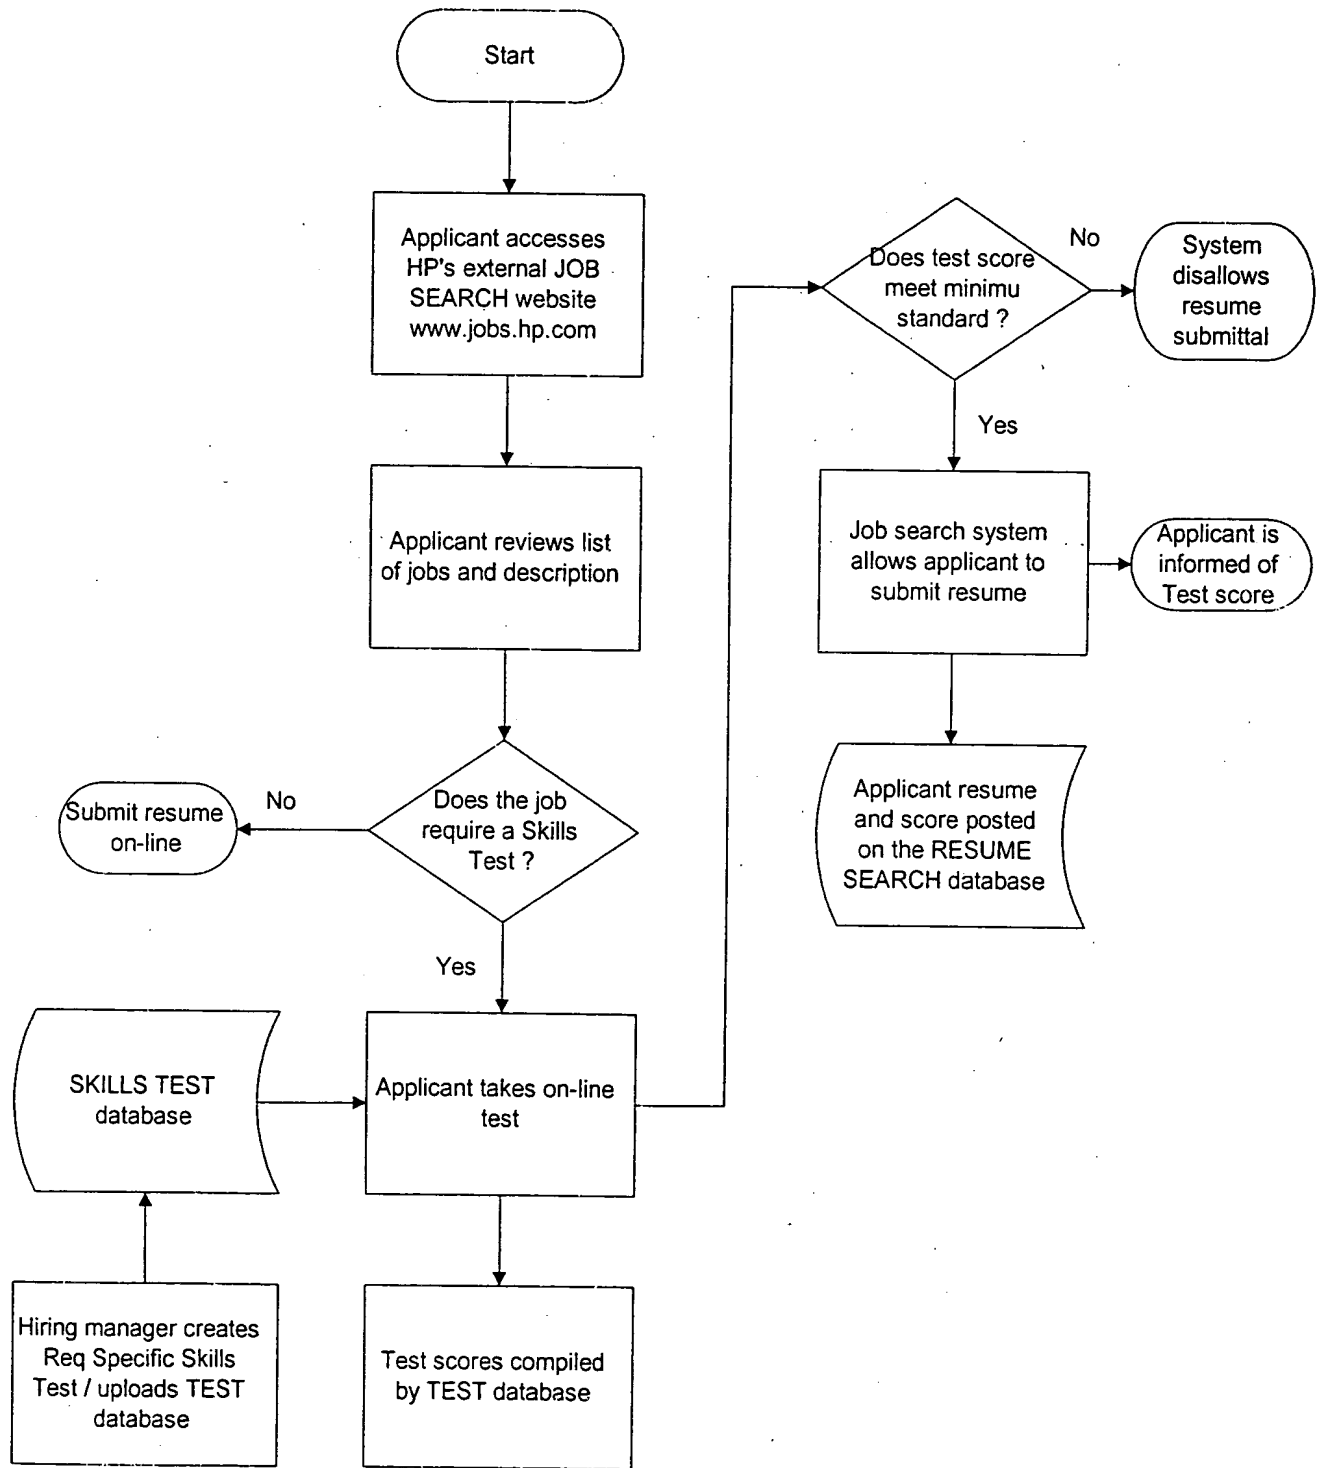 Start
Applicant accesses
HP's external JOB
SEARCH website
www.jobs.hp.com
Applicant reviews list
of jobs and description
Does the job
require a Skills
Test ?
No
Submit resume
on-line
Yes
Applicant takes on-line
test
SKILLS TEST
database
Hiring manager creates
Req Specific Skills
Test / uploads TEST
database
Test scores compiled
by TEST database
Does test score
meet minimu
standard ?
No
System
disallows
resume
submittal
Yes
Job search system
allows applicant to
submit resume
Applicant is
informed of
Test score
Applicant resume
and score posted
on the RESUME
SEARCH database